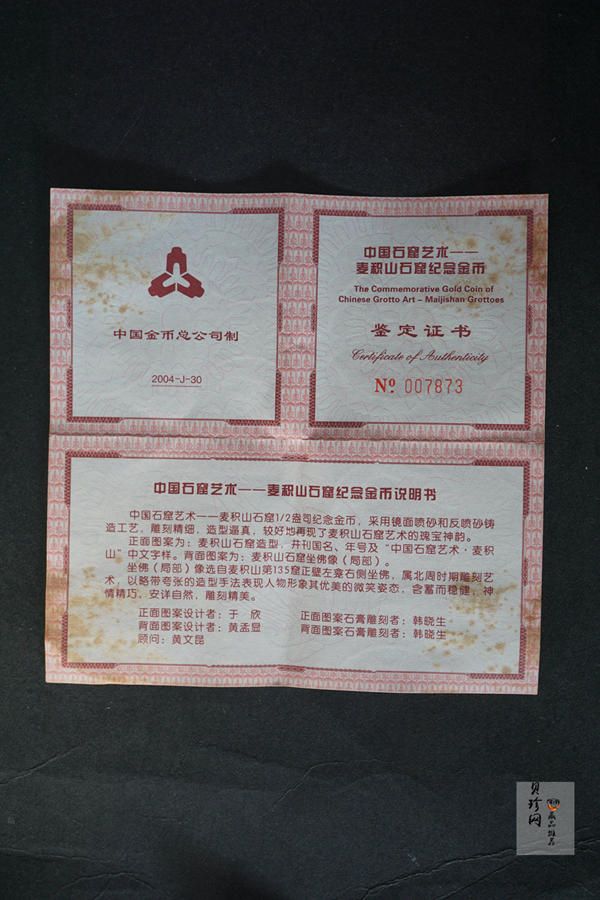 中国金币总公司制
2004-J-30
中国石窟艺术——
麦积山石窟纪念金币
The Commemorative Gold Coin of
Chinese Grotto Art – Maijishan Grottoes
鉴定证书
Certificate of Authenticity
Nº 007873
中国石窟艺术——麦积山石窟纪念金币说明书
中国石窟艺术——麦积山石窟1/2盎司纪念金币，采用镜面喷砂和反喷砂铸
造工艺，雕刻精细，造型逼真，较好地再现了麦积山石窟艺术的瑰宝神韵。
正面图案为：麦积山石窟造型，并刊国名、年号及“中国石窟艺术·麦积
山”中文字样。背面图案为：麦积山石窟坐佛像（局部）。
坐佛（局部）像选自麦积山第135窟正壁左龛右侧坐佛，属北周时期雕刻艺
术，以略带夸张的造型手法表现人物形象其优美的微笑姿态，含蓄而稳健，神
情精巧、安详自然，雕刻精美。
正面图案设计者：于　欣　　正面图案石膏雕刻者：韩晓生
背面图案设计者：黄孟显　　背面图案石膏雕刻者：韩晓生
顾问：黄文昆
贝珍网
藏品推荐